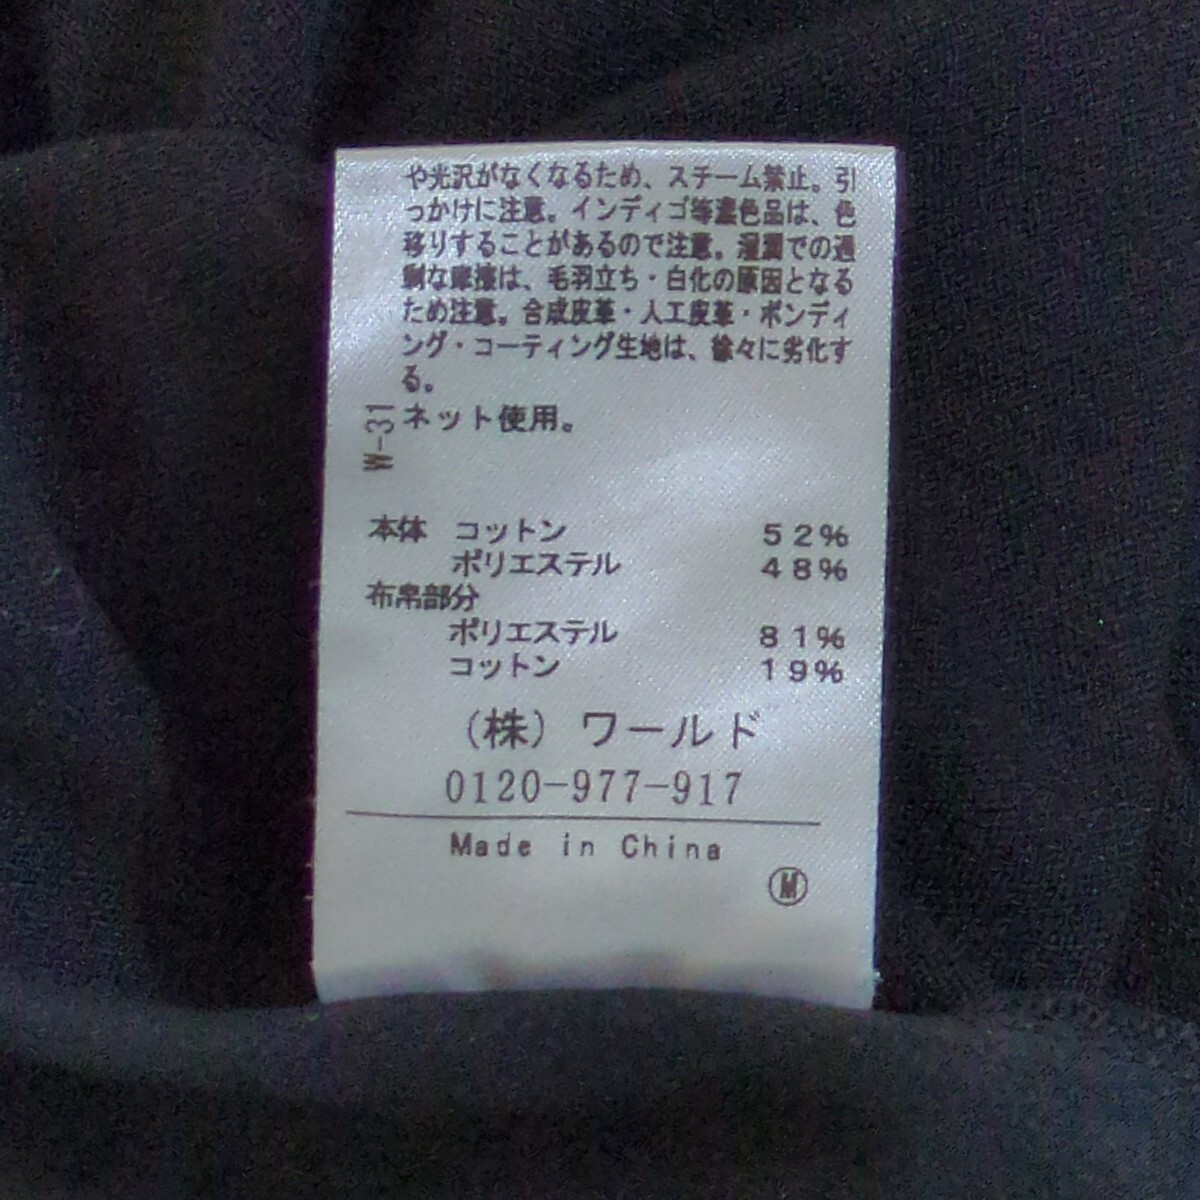 や光沢がなくなるため、スチーム禁止。引
っかけに注意。インディゴ等濃色品は、色
移りすることがあるので注意。湿潤での過
剰な摩擦は、毛羽立ち・白化の原因となる
ため注意。合成皮革・人工皮革・ボンディ
ング・コーティング生地は、徐々に劣化す
る。
W-31
ネット使用。
本体 コットン 52%
ポリエステル 48%
布帛部分
ポリエステル 81%
コットン 19%
(株) ワールド
0120-977-917
Made in China
M